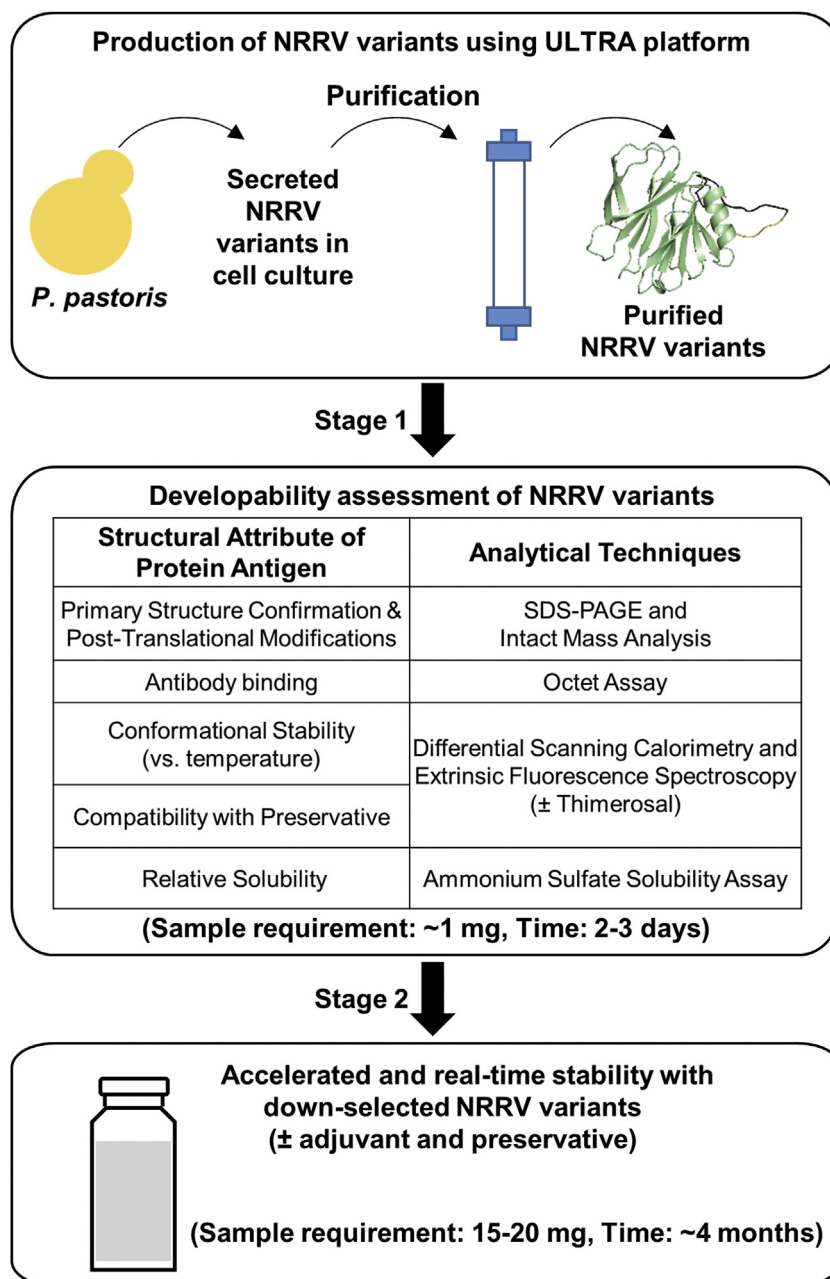 Production of NRRV variants using ULTRA platform
Purification
P. pastoris
Secreted
NRRV
variants in
cell culture
Purified
NRRV variants
Stage 1
Developability assessment of NRRV variants
Structural Attribute of
Protein Antigen
Analytical Techniques
Primary Structure Confirmation &
Post-Translational Modifications
SDS-PAGE and
Intact Mass Analysis
Antibody binding
Octet Assay
Conformational Stability
(vs. temperature)
Differential Scanning Calorimetry and
Extrinsic Fluorescence Spectroscopy
(± Thimerosal)
Compatibility with Preservative
Relative Solubility
Ammonium Sulfate Solubility Assay
(Sample requirement: ~1 mg, Time: 2-3 days)
Stage 2
Accelerated and real-time stability with
down-selected NRRV variants
(± adjuvant and preservative)
(Sample requirement: 15-20 mg, Time: ~4 months)